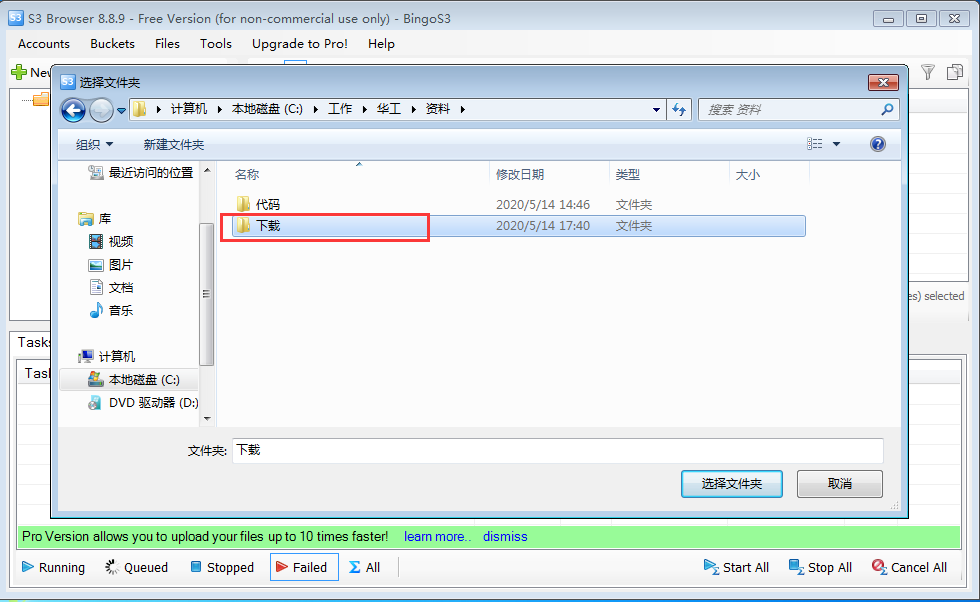 S3 Browser 8.8.9 - Free Version (for non-commercial use only) - BingoS3
Accounts Buckets Files Tools Upgrade to Pro! Help
New
选择文件夹
计算机 本地磁盘 (C:) 工作 华工 资料 搜索 资料
组织 新建文件夹
最近访问的位置 名称 修改日期 类型 大小
代码 2020/5/14 14:46 文件夹
库 下载 2020/5/14 17:40 文件夹
视频
图片
文档
es) selected
音乐
Tasks
计算机
Tas
本地磁盘 (C:)
DVD 驱动器 (D:)
文件夹: 下载
选择文件夹 取消
Pro Version allows you to upload your files up to 10 times faster! learn more.. dismiss
Running Queued Stopped Failed All Start All Stop All Cancel All